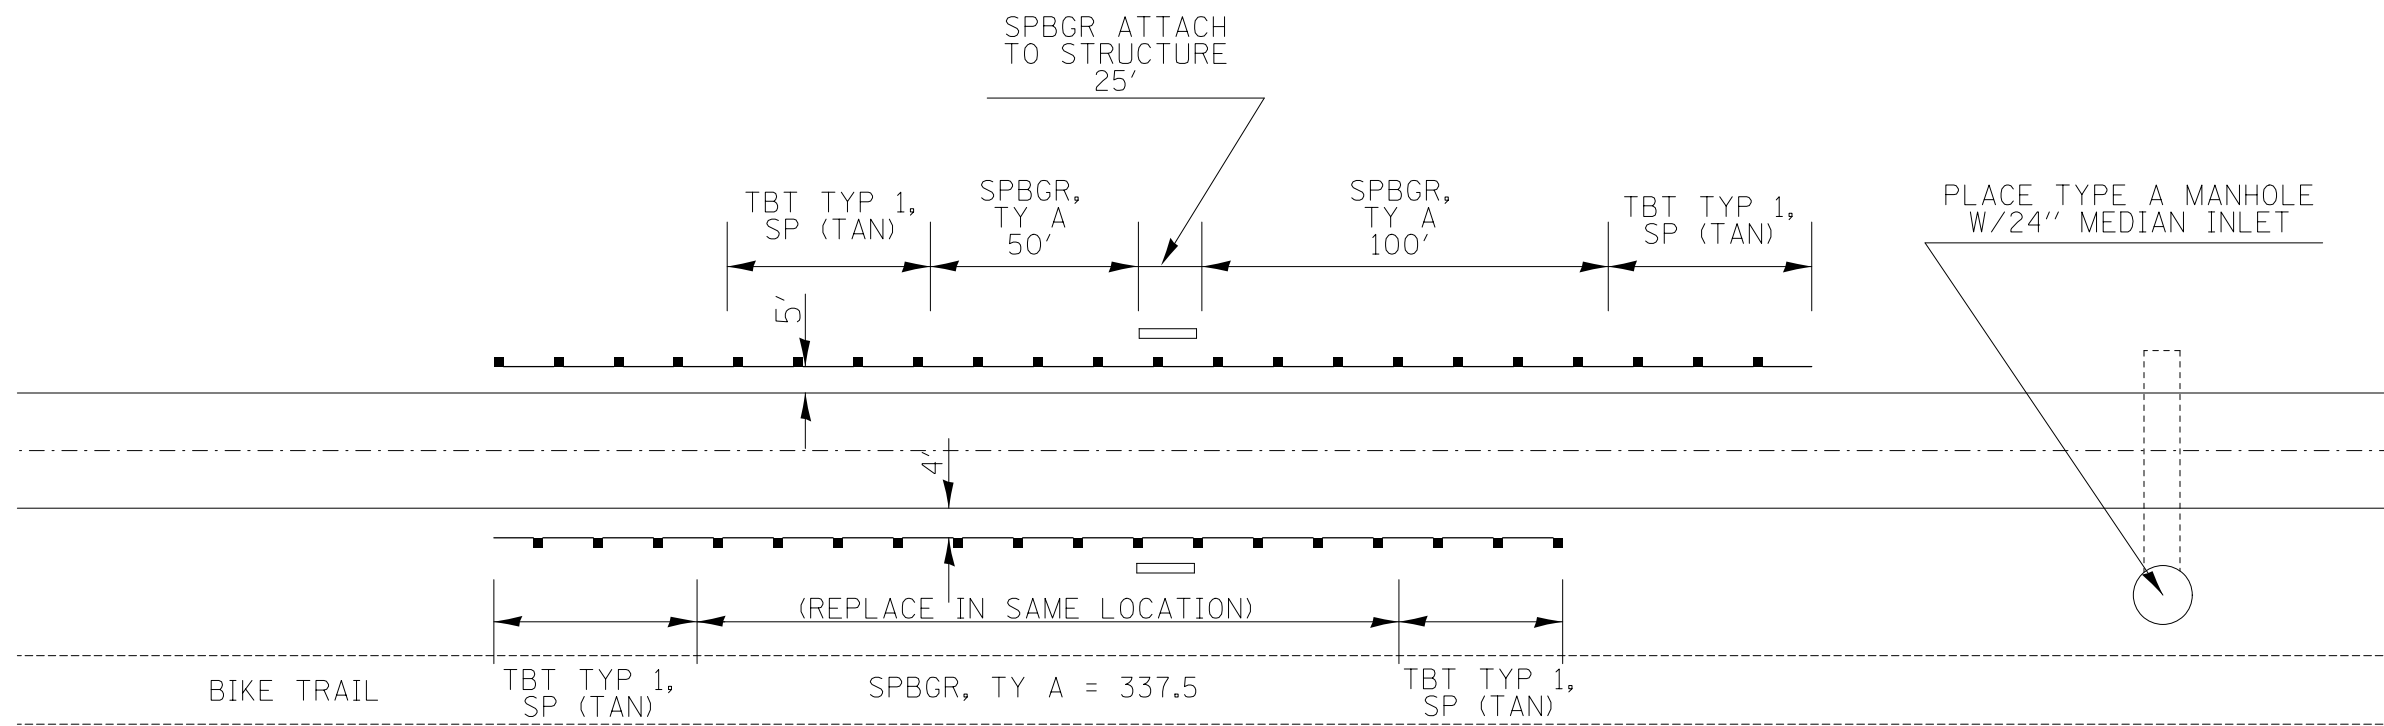 SPBGR ATTACH
TO STRUCTURE
25'
TBT TYP 1,
SP (TAN)
SPBGR,
TY A
50'
SPBGR,
TY A
100'
TBT TYP 1,
SP (TAN)
PLACE TYPE A MANHOLE
W/24" MEDIAN INLET
5'
4'
(REPLACE IN SAME LOCATION)
BIKE TRAIL
TBT TYP 1,
SP (TAN)
SPBGR, TY A = 337.5
TBT TYP 1,
SP (TAN)